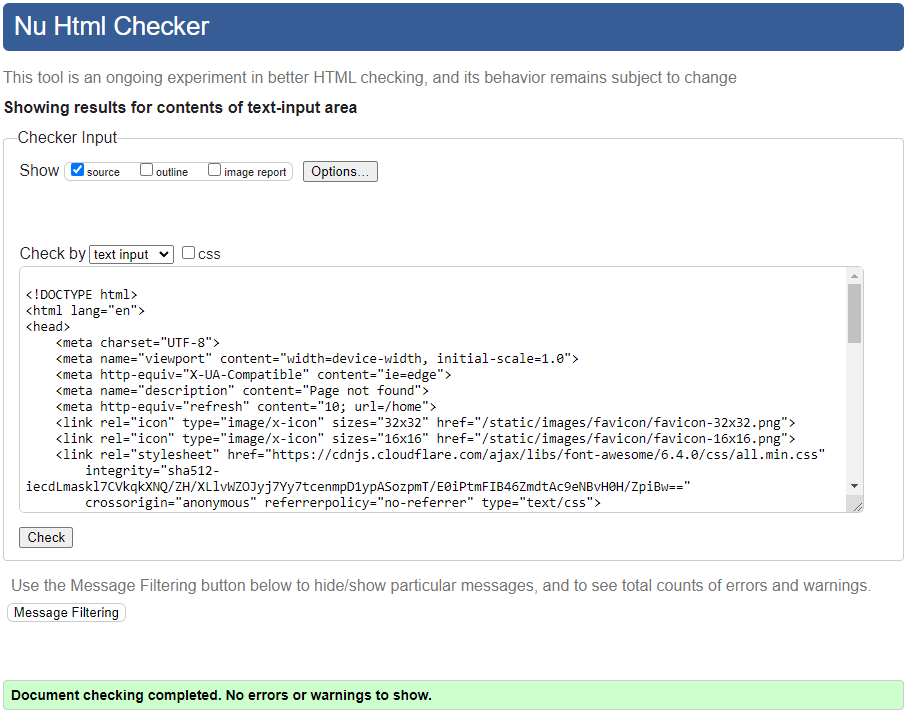 Nu Html Checker
This tool is an ongoing experiment in better HTML checking, and its behavior remains subject to change
Showing results for contents of text-input area
Checker Input
Show source outline image report Options...
Check by text input css
<!DOCTYPE html>
<html lang="en">
<head>
    <meta charset="UTF-8">
    <meta name="viewport" content="width=device-width, initial-scale=1.0">
    <meta http-equiv="X-UA-Compatible" content="ie=edge">
    <meta name="description" content="Page not found">
    <meta http-equiv="refresh" content="10; url=/home">
    <link rel="icon" type="image/x-icon" sizes="32x32" href="/static/images/favicon/favicon-32x32.png">
    <link rel="icon" type="image/x-icon" sizes="16x16" href="/static/images/favicon/favicon-16x16.png">
    <link rel="stylesheet" href="https://cdnjs.cloudflare.com/ajax/libs/font-awesome/6.4.0/css/all.min.css"
        integrity="sha512-
iecdLmaskl7CVkqkXNQ/ZH/XLlvWZOJyj7Yy7tcenmpD1ypASozpmT/E0iPtmFIB46ZmdtAc9eNBvH0H/ZpiBw=="
        crossorigin="anonymous" referrerpolicy="no-referrer" type="text/css">
Check
Use the Message Filtering button below to hide/show particular messages, and to see total counts of errors and warnings.
Message Filtering
Document checking completed. No errors or warnings to show.